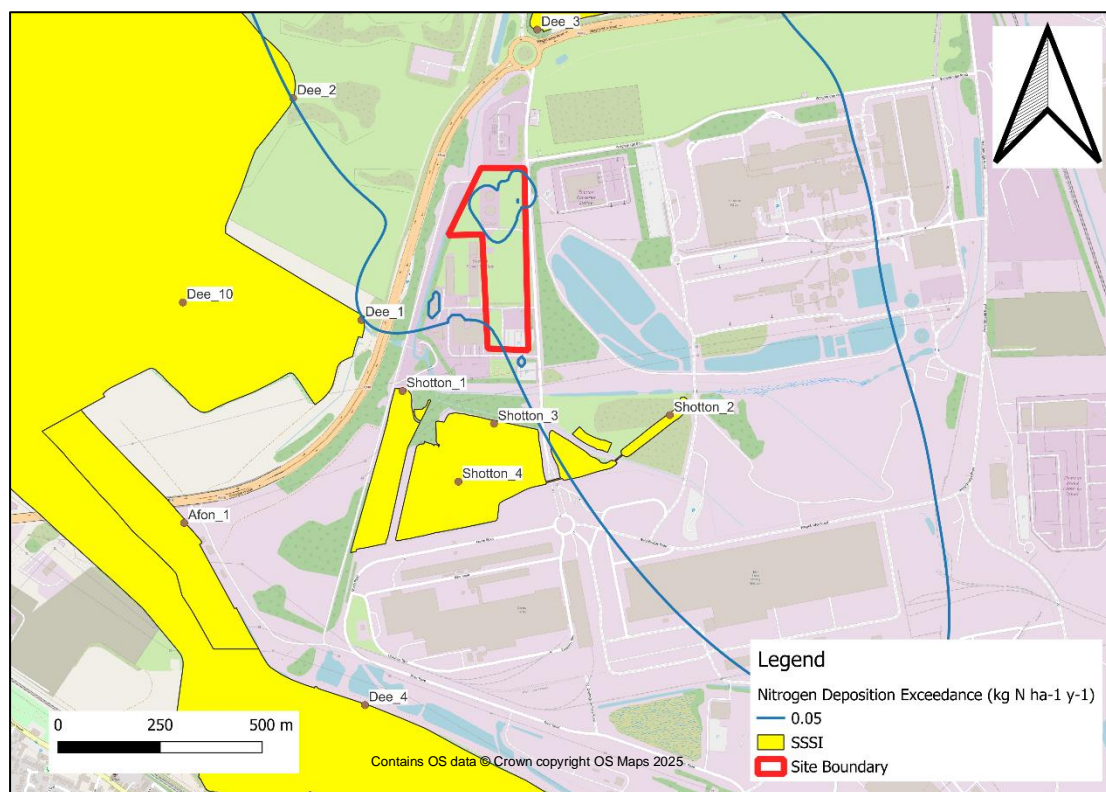 Dee_3
Dee_2
Dee_10
Dee_1
Shotton_1
Shotton_2
Shotton_3
Shotton_4
Afon_1
Dee_4
Legend
Nitrogen Deposition Exceedance (kg N ha-1 y-1)
0.05
SSSI
Site Boundary
0 250 500 m
Contains OS data © Crown copyright OS Maps 2025